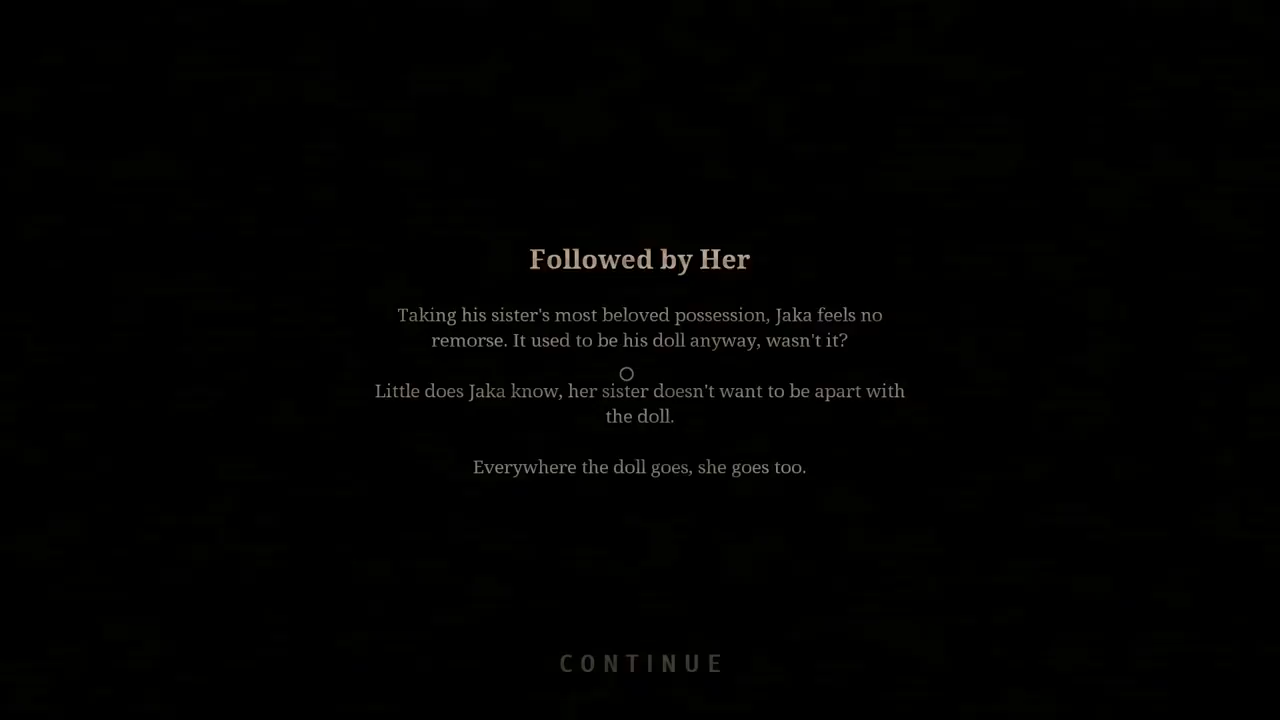 Followed by Her
Taking his sister's most beloved possession, Jaka feels no
remorse. It used to be his doll anyway, wasn't it?
Little does Jaka know, her sister doesn't want to be apart with
the doll.
Everywhere the doll goes, she goes too.
CONTINUE